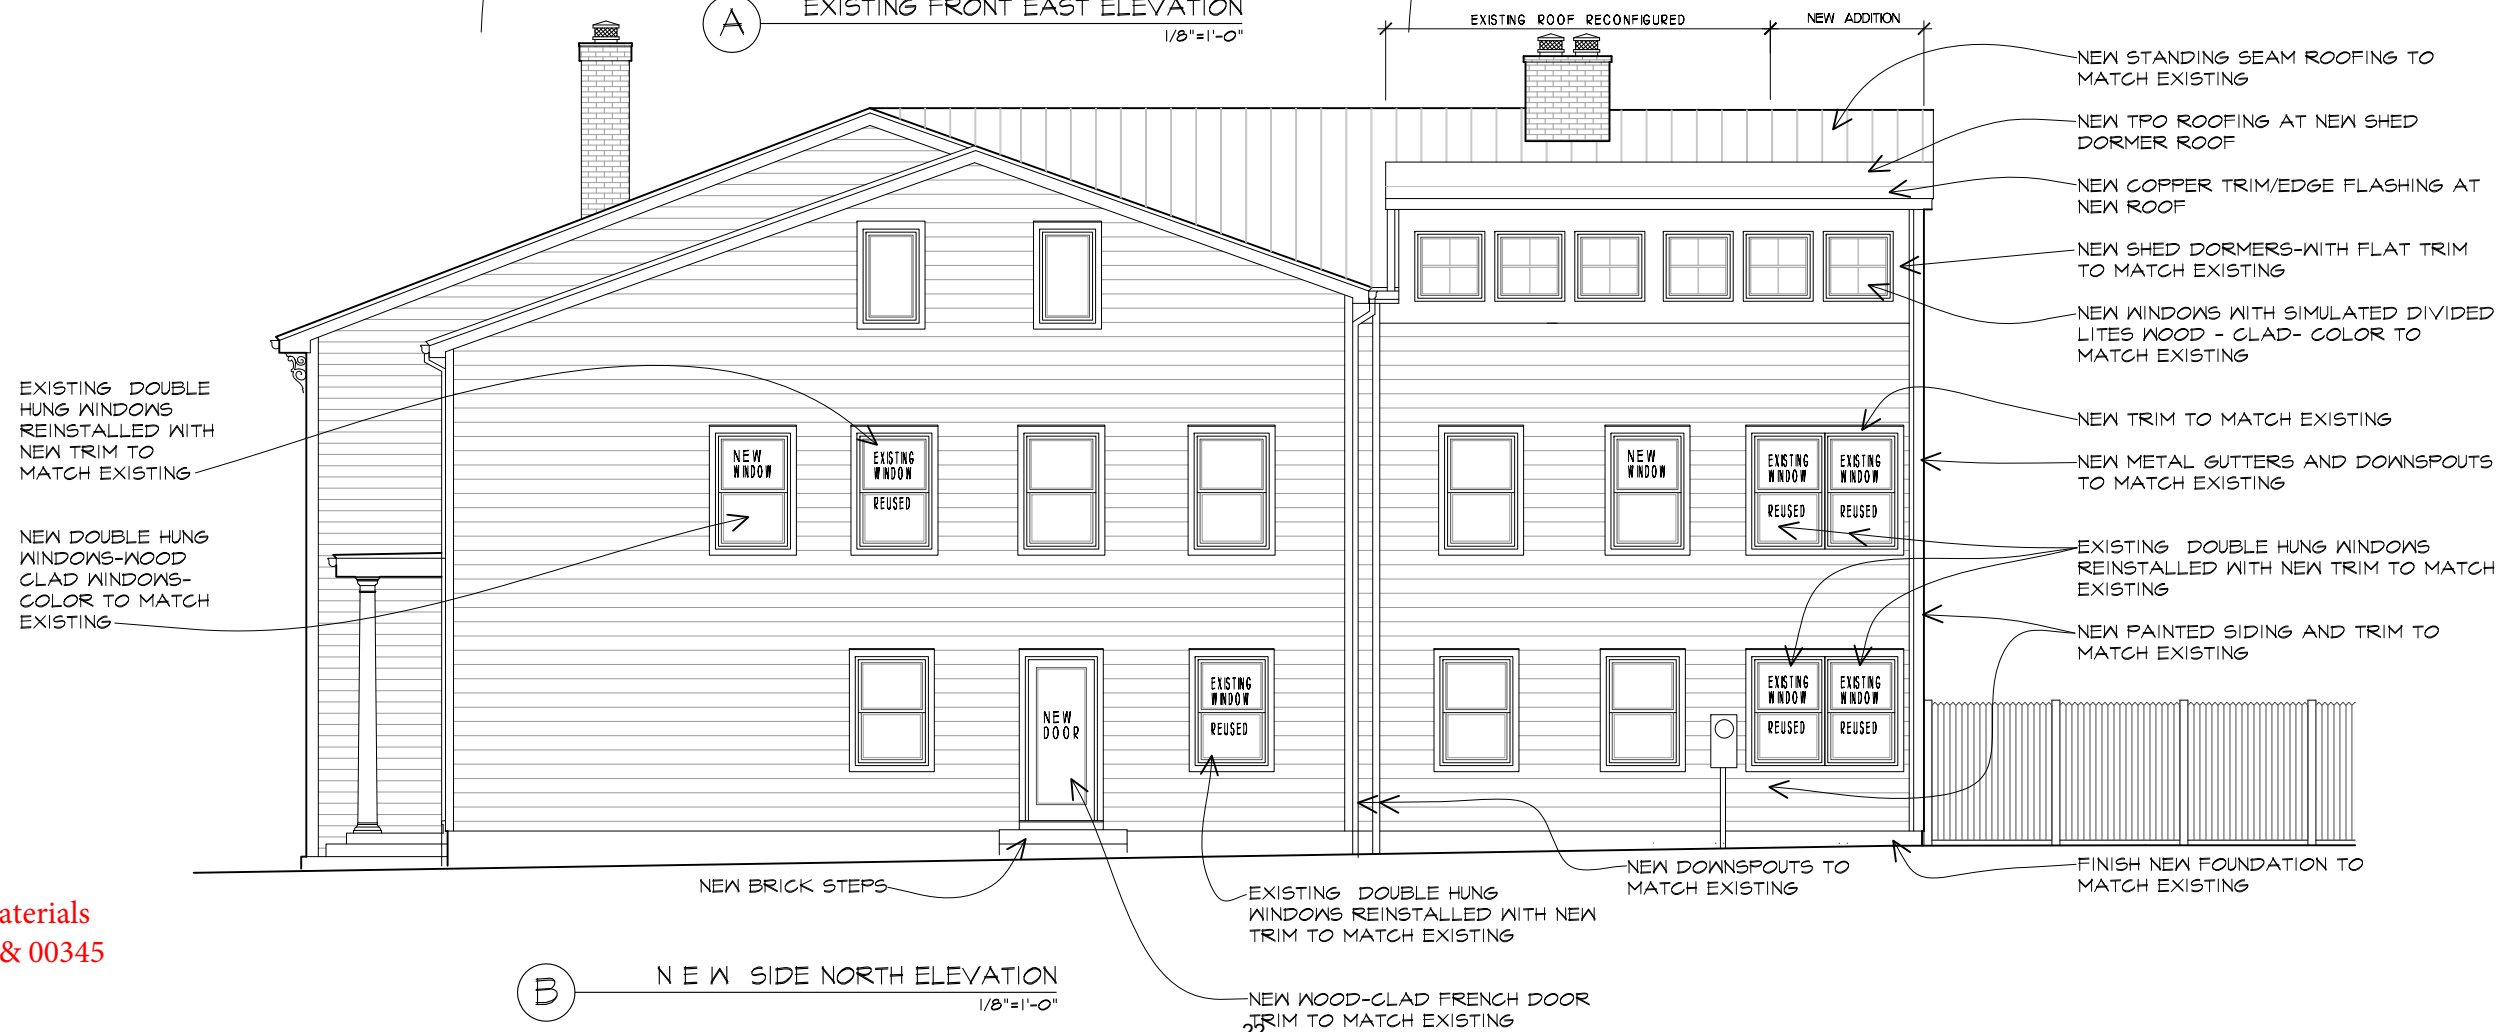 A
EXISTING FRONT EAST ELEVATION
1/8"=1'-0"
EXISTING ROOF RECONFIGURED
NEW ADDITION
NEW STANDING SEAM ROOFING TO
MATCH EXISTING
NEW TPO ROOFING AT NEW SHED
DORMER ROOF
NEW COPPER TRIM/EDGE FLASHING AT
NEW ROOF
NEW SHED DORMERS-WITH FLAT TRIM
TO MATCH EXISTING
NEW WINDOWS WITH SIMULATED DIVIDED
LITES WOOD - CLAD- COLOR TO
MATCH EXISTING
NEW TRIM TO MATCH EXISTING
NEW METAL GUTTERS AND DOWNSPOUTS
TO MATCH EXISTING
EXISTING DOUBLE HUNG WINDOWS
REINSTALLED WITH NEW TRIM TO MATCH
EXISTING
NEW PAINTED SIDING AND TRIM TO
MATCH EXISTING
FINISH NEW FOUNDATION TO
MATCH EXISTING
EXISTING DOUBLE
HUNG WINDOWS
REINSTALLED WITH
NEW TRIM TO
MATCH EXISTING
NEW DOUBLE HUNG
WINDOWS-WOOD
CLAD WINDOWS-
COLOR TO MATCH
EXISTING
NEW
WINDOW
EXISTING
WINDOW
REUSED
NEW
WINDOW
EXISTING
WINDOW
REUSED
EXISTING
WINDOW
REUSED
NEW
DOOR
EXISTING
WINDOW
REUSED
EXISTING
WINDOW
REUSED
EXISTING
WINDOW
REUSED
NEW BRICK STEPS
EXISTING DOUBLE HUNG
WINDOWS REINSTALLED WITH NEW
TRIM TO MATCH EXISTING
NEW DOWNSPOUTS TO
MATCH EXISTING
NEW WOOD-CLAD FRENCH DOOR
TRIM TO MATCH EXISTING
aterials
& 00345
B
NEW SIDE NORTH ELEVATION
1/8"=1'-0"
22